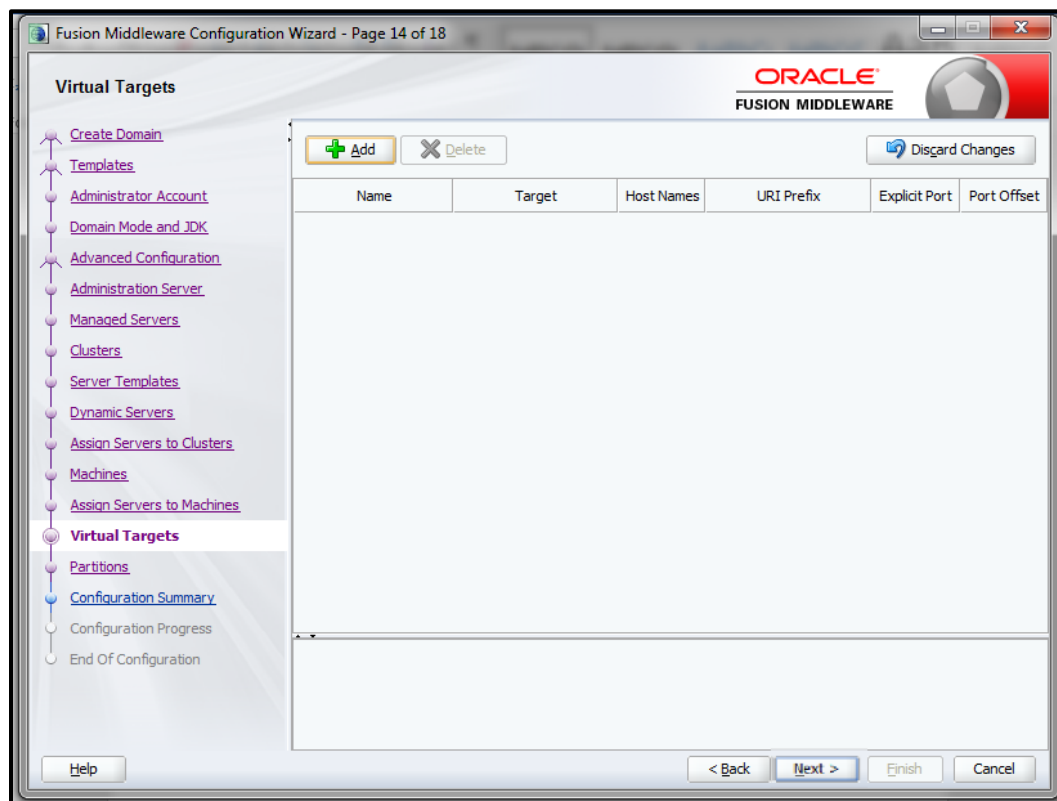 Fusion Middleware Configuration Wizard - Page 14 of 18
Virtual Targets
ORACLE
FUSION MIDDLEWARE
Create Domain
Templates
Administrator Account
Domain Mode and JDK
Advanced Configuration
Administration Server
Managed Servers
Clusters
Server Templates
Dynamic Servers
Assign Servers to Clusters
Machines
Assign Servers to Machines
Virtual Targets
Partitions
Configuration Summary
Configuration Progress
End Of Configuration
Add Delete Discard Changes
Name Target Host Names URI Prefix Explicit Port Port Offset
Help < Back Next > Finish Cancel